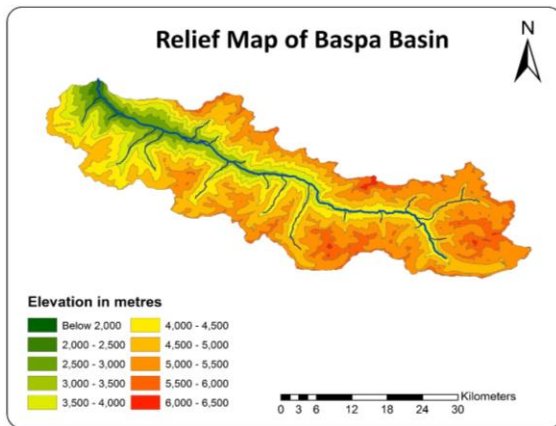 Relief Map of Baspa Basin
N
Elevation in metres
Below 2,000
2,000 - 2,500
2,500 - 3,000
3,000 - 3,500
3,500 - 4,000
4,000 - 4,500
4,500 - 5,000
5,000 - 5,500
5,500 - 6,000
6,000 - 6,500
Kilometers
0 3 6 12 18 24 30